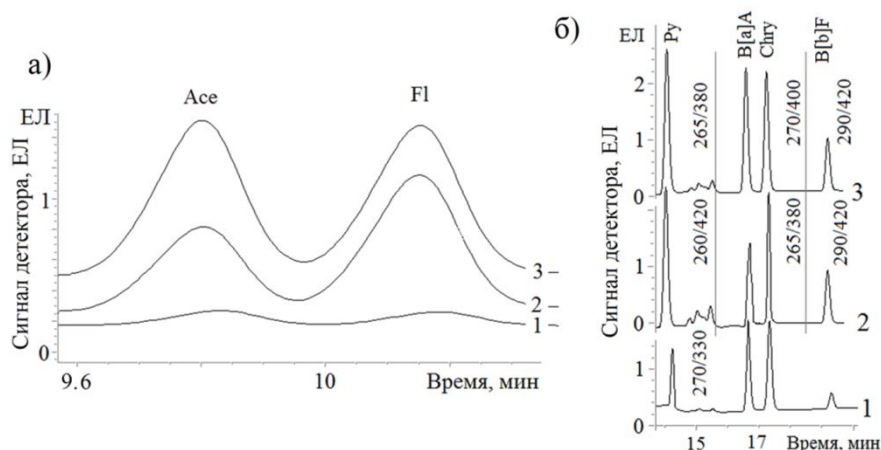 а)
ЕЛ
Сигнал детектора, ЕЛ
1
0
Ace
Fl
3
2
1
9.6
10
Время, мин
б)
ЕЛ
Сигнал детектора, ЕЛ
Py
B[a]A
Chry
B[b]F
2
1
0
265/380
270/400
290/420
3
1
0
260/420
265/380
290/420
2
1
0
270/330
1
15
17
Время, мин